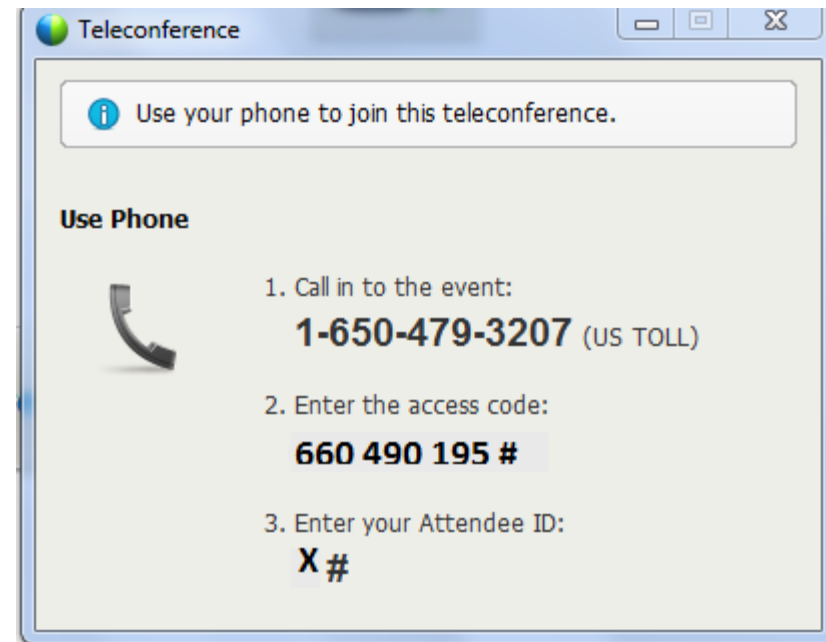 Teleconference
Use your phone to join this teleconference.
Use Phone
1. Call in to the event:
1-650-479-3207 (US TOLL)
2. Enter the access code:
660 490 195 #
3. Enter your Attendee ID:
X #